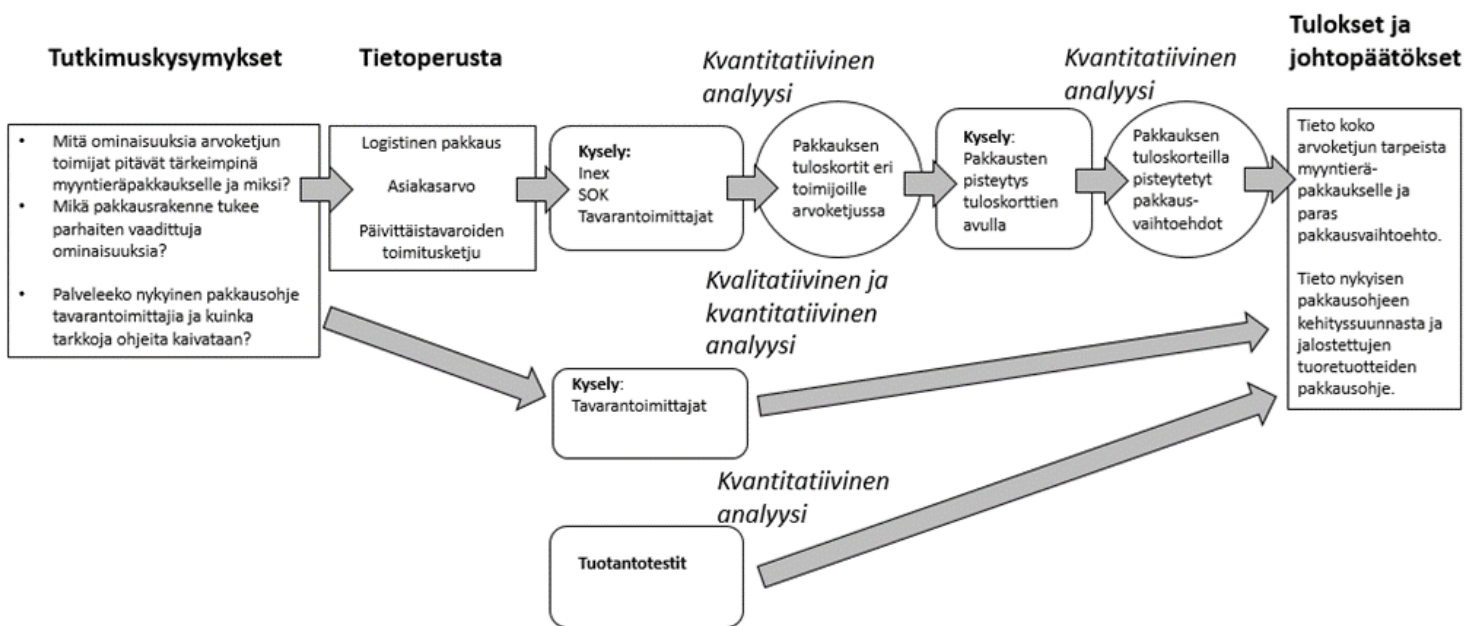 Tutkimuskysymykset
• Mitä ominaisuuksia arvoketjun
toimijat pitävät tärkeimpinä
myyntieräpakkaukselle ja miksi?
• Mikä pakkausrakenne tukee
parhaiten vaadittuja
ominaisuuksia?
• Palveleeko nykyinen pakkausohje
tavarantoimittajia ja kuinka
tarkkoja ohjeita kaivataan?
Tietoperusta
Logistinen pakkaus
Asiakasarvo
Päivittäistavaroiden
toimitusketju
Kysely:
Inex
SOK
Tavarantoimittajat
Kvantitatiivinen
analyysi
Pakkauksen
tuloskortit eri
toimijoille
arvoketjussa
Kysely:
Pakkausten
pisteytys
tuloskorttien
avulla
Kvantitatiivinen
analyysi
Pakkauksen
tuloskorteilla
pisteytetyt
pakkaus-
vaihtoehdot
Kvalitatiivinen ja
kvantitatiivinen
analyysi
Kysely:
Tavarantoimittajat
Kvantitatiivinen
analyysi
Tuotantotestit
Tulokset ja
johtopäätökset
Tieto koko
arvoketjun tarpeista
myyntierä-
pakkaukselle ja
paras
pakkausvaihtoehto.
Tieto nykyisen
pakkausohjeen
kehityssuunnasta ja
jalostettujen
tuoretuotteiden
pakkausohje.